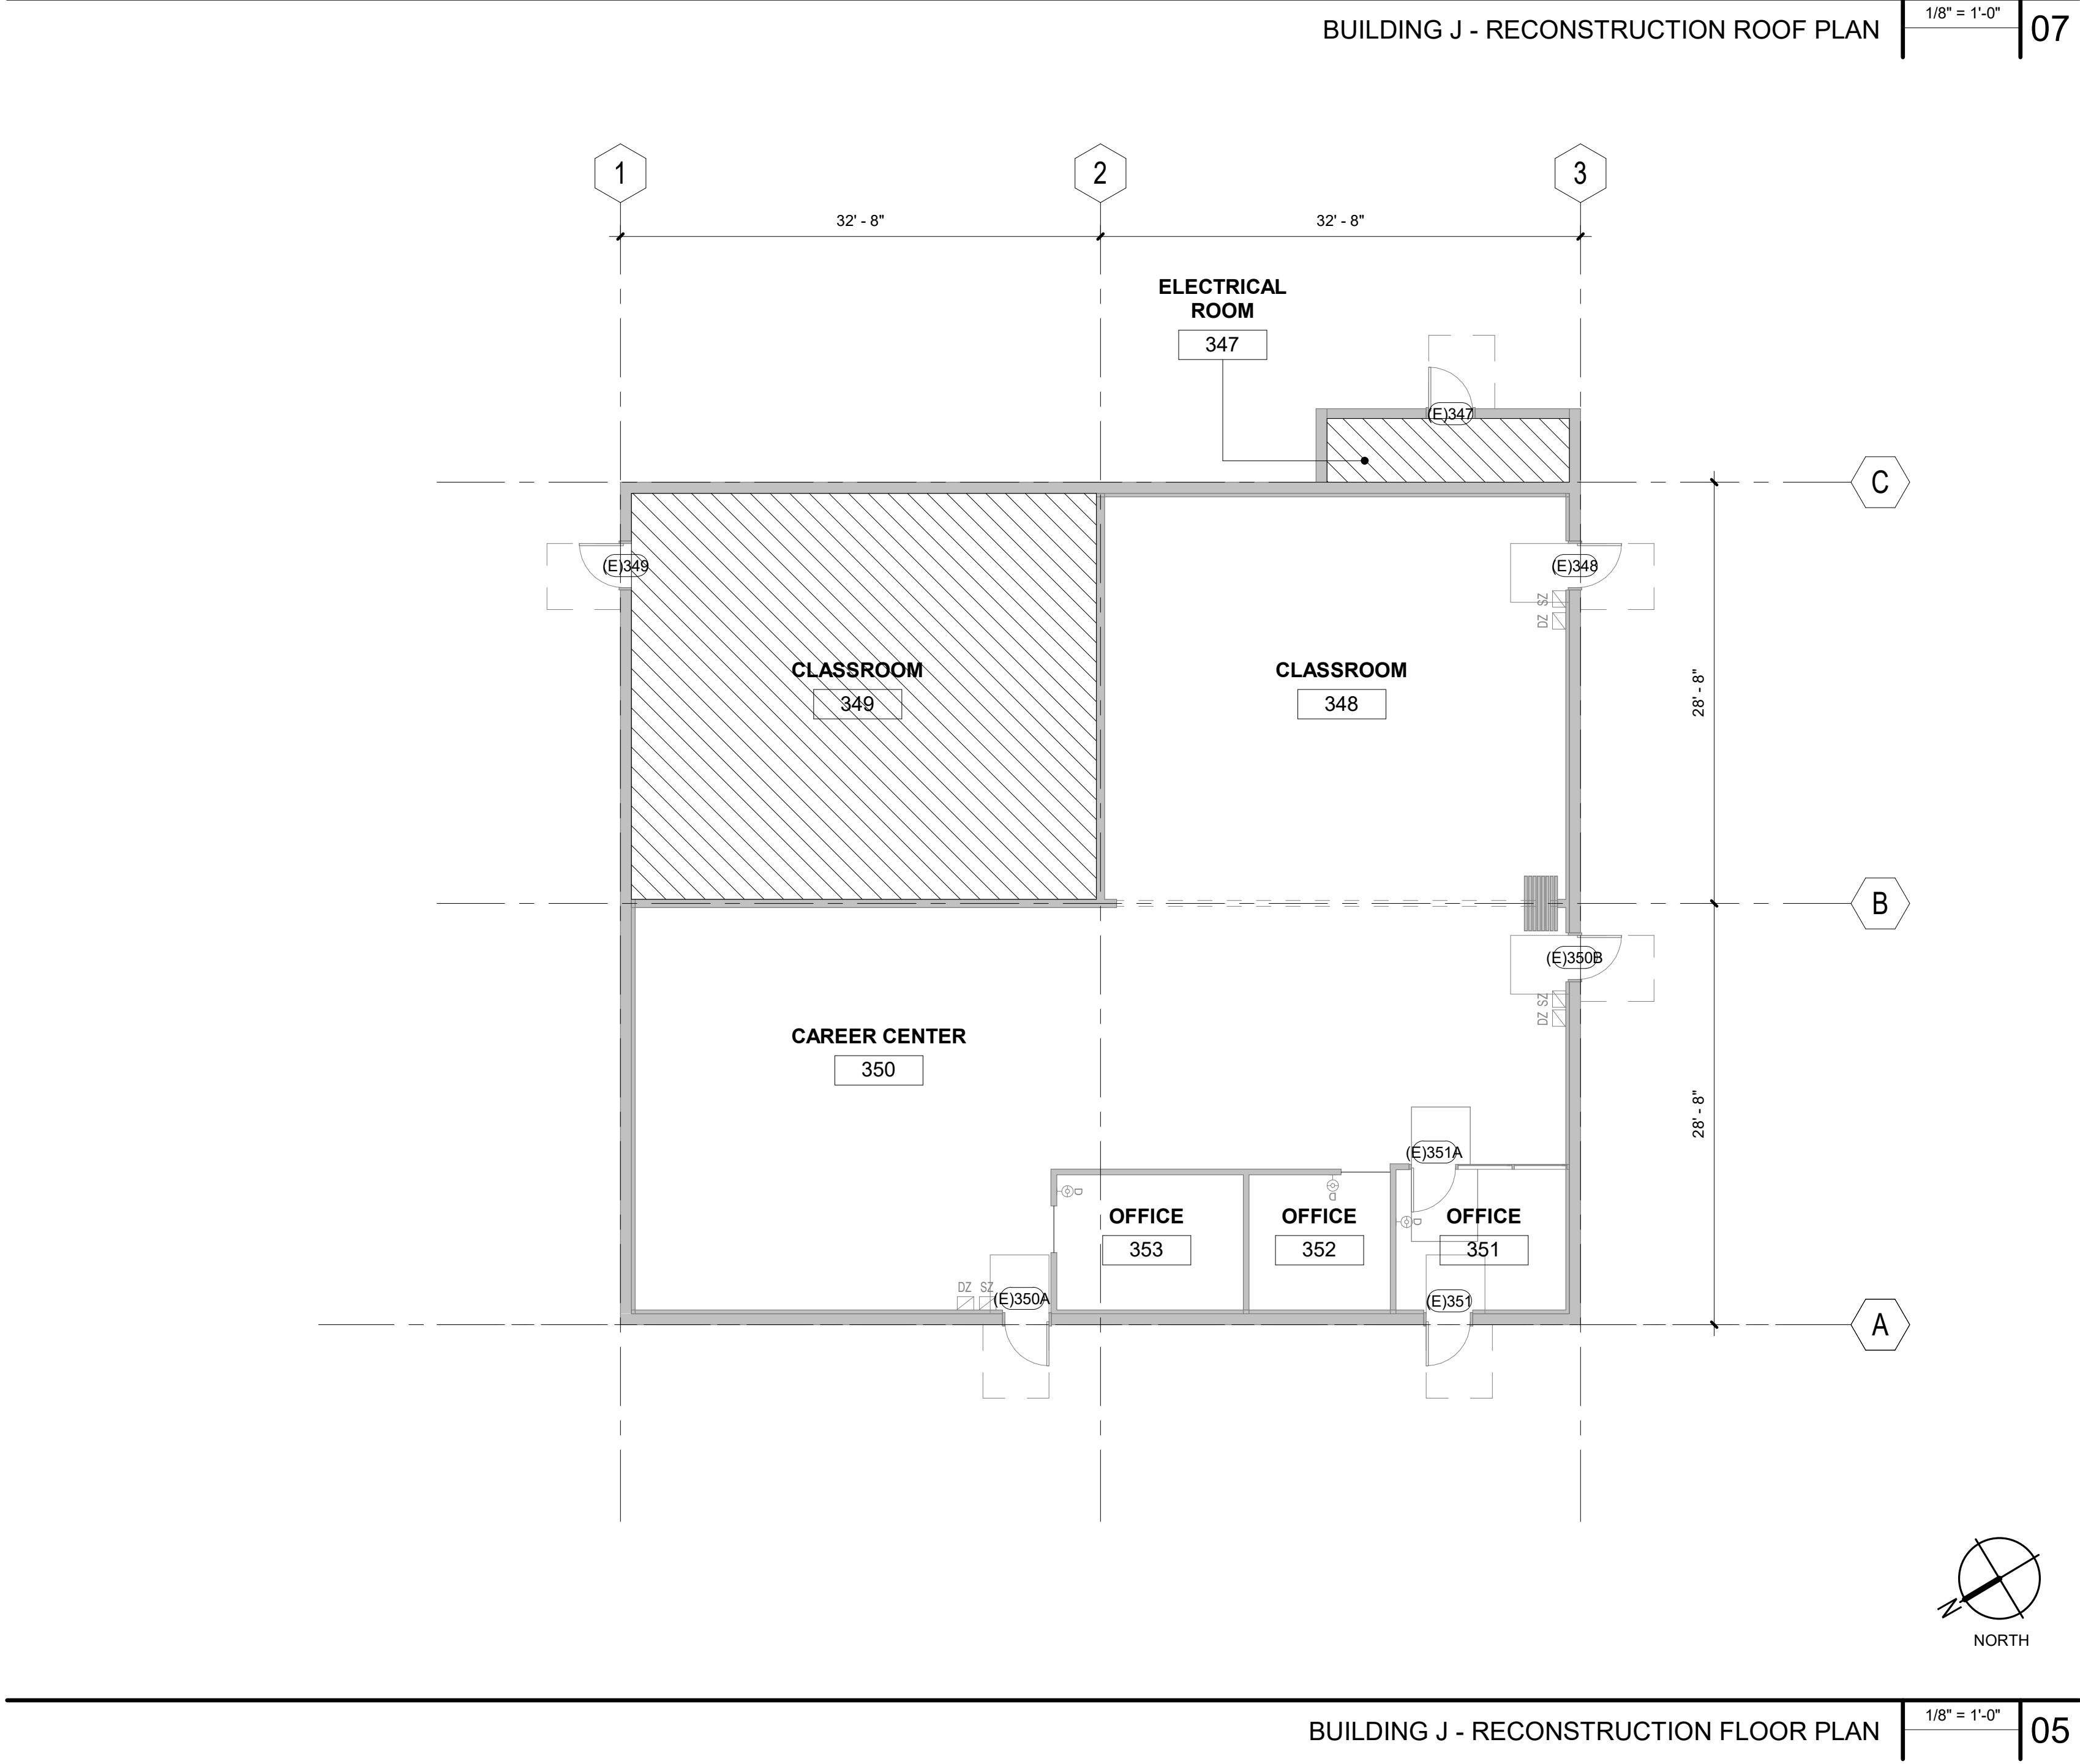 BUILDING J - RECONSTRUCTION ROOF PLAN
1/8" = 1'-0"
07
1
2
3
32' - 8"
32' - 8"
ELECTRICAL
ROOM
347
(E)347
C
(E)349
(E)348
SZ
DZ
CLASSROOM
349
CLASSROOM
348
28' - 8"
B
(E)350B
SZ
DZ
CAREER CENTER
350
28' - 8"
(E)351A
D
D
D
OFFICE
353
OFFICE
352
OFFICE
351
DZ SZ
(E)350A
(E)351
A
N
NORTH
BUILDING J - RECONSTRUCTION FLOOR PLAN
1/8" = 1'-0"
05